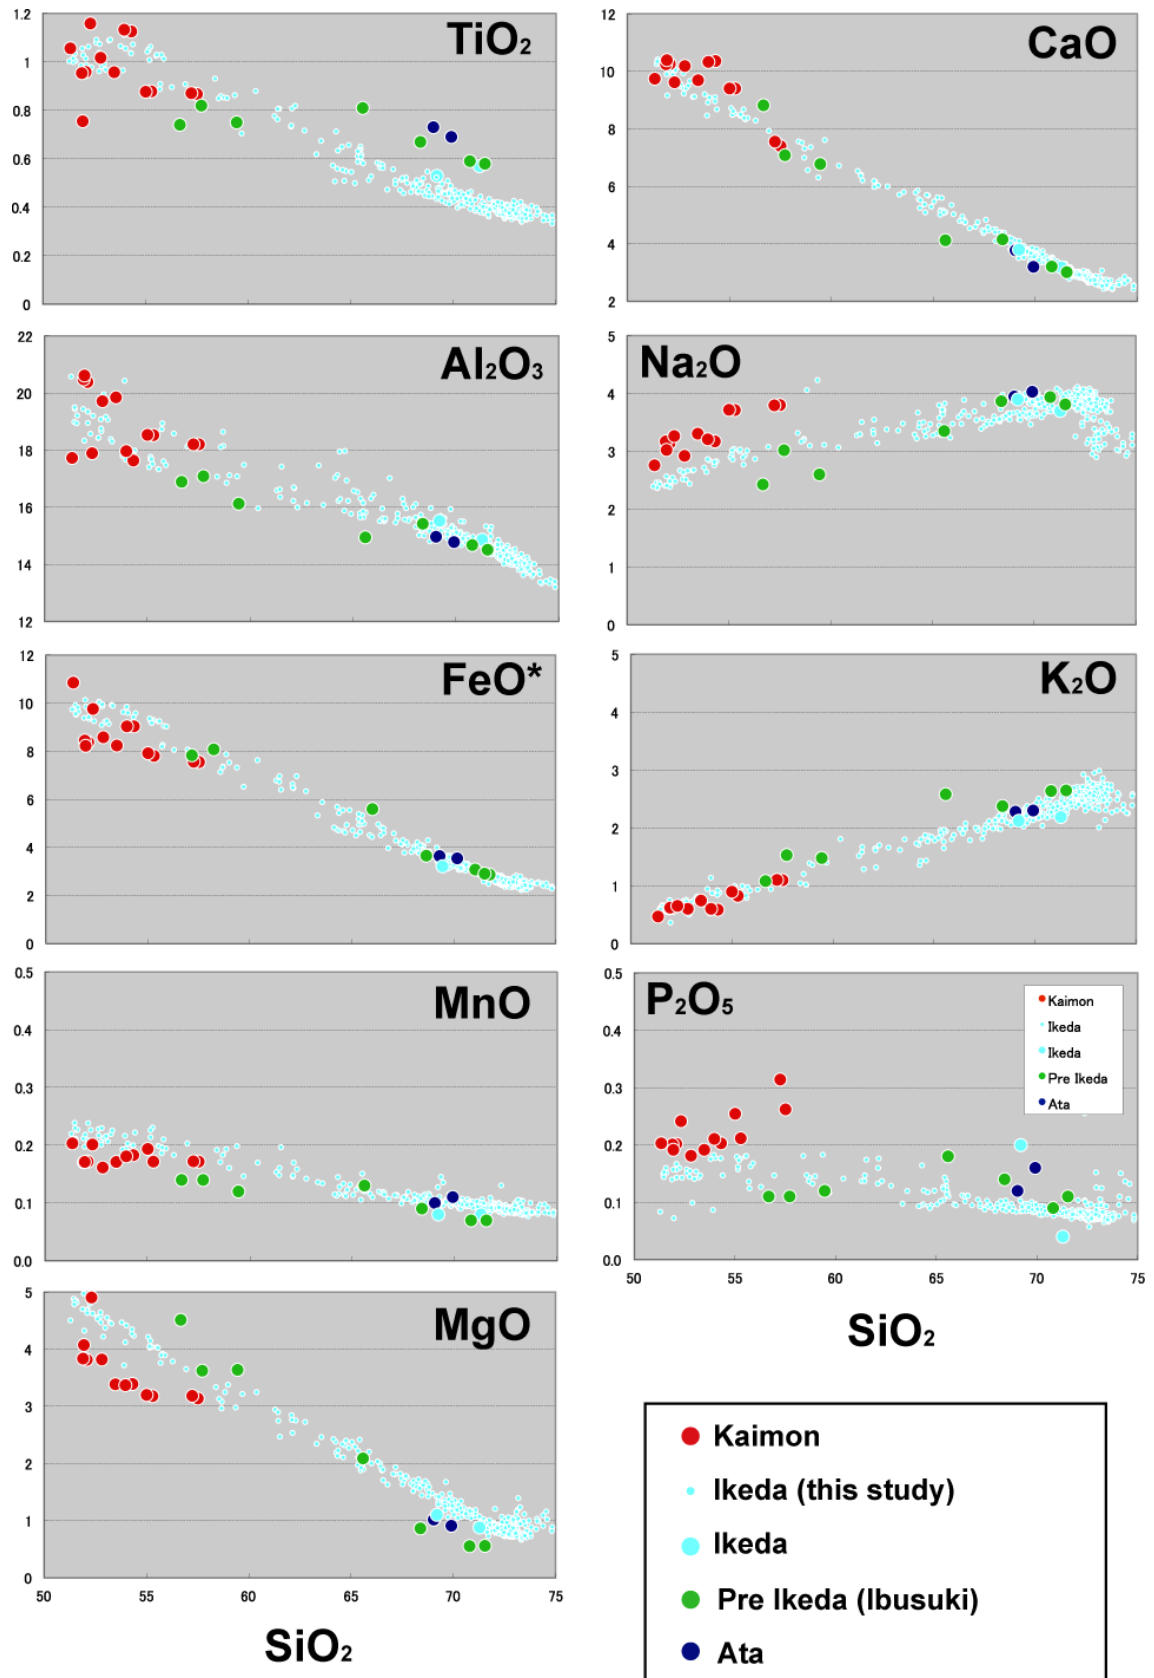 TiO₂
1.2
1
0.8
0.6
0.4
0.2
0
CaO
12
10
8
6
4
2
Al₂O₃
22
20
18
16
14
12
Na₂O
5
4
3
2
1
0
FeO*
12
10
8
6
4
2
0
K₂O
5
4
3
2
1
0
MnO
0.5
0.4
0.3
0.2
0.1
0.0
P₂O₅
0.5
0.4
0.3
0.2
0.1
0.0
Kaimon
Ikeda
Ikeda
Pre Ikeda
Ata
50 55 60 65 70 75
SiO₂
MgO
5
4
3
2
1
0
50 55 60 65 70 75
SiO₂
Kaimon
Ikeda (this study)
Ikeda
Pre Ikeda (Ibusuki)
Ata